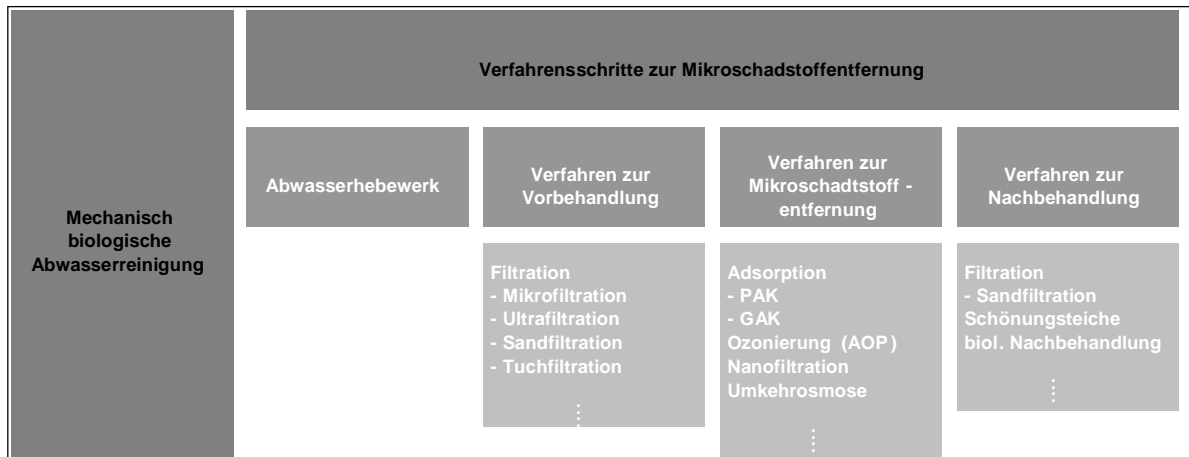 Mechanisch
biologische
Abwasserreinigung
Verfahrensschritte zur Mikroschadstoffentfernung
Abwasserhebewerk
Verfahren zur
Vorbehandlung
Verfahren zur
Mikroschadtstoff -
entfernung
Verfahren zur
Nachbehandlung
Filtration
- Mikrofiltration
- Ultrafiltration
- Sandfiltration
- Tuchfiltration
⋮
Adsorption
- PAK
- GAK
Ozonierung (AOP)
Nanofiltration
Umkehrosmose
⋮
Filtration
- Sandfiltration
Schönungsteiche
biol. Nachbehandlung
⋮